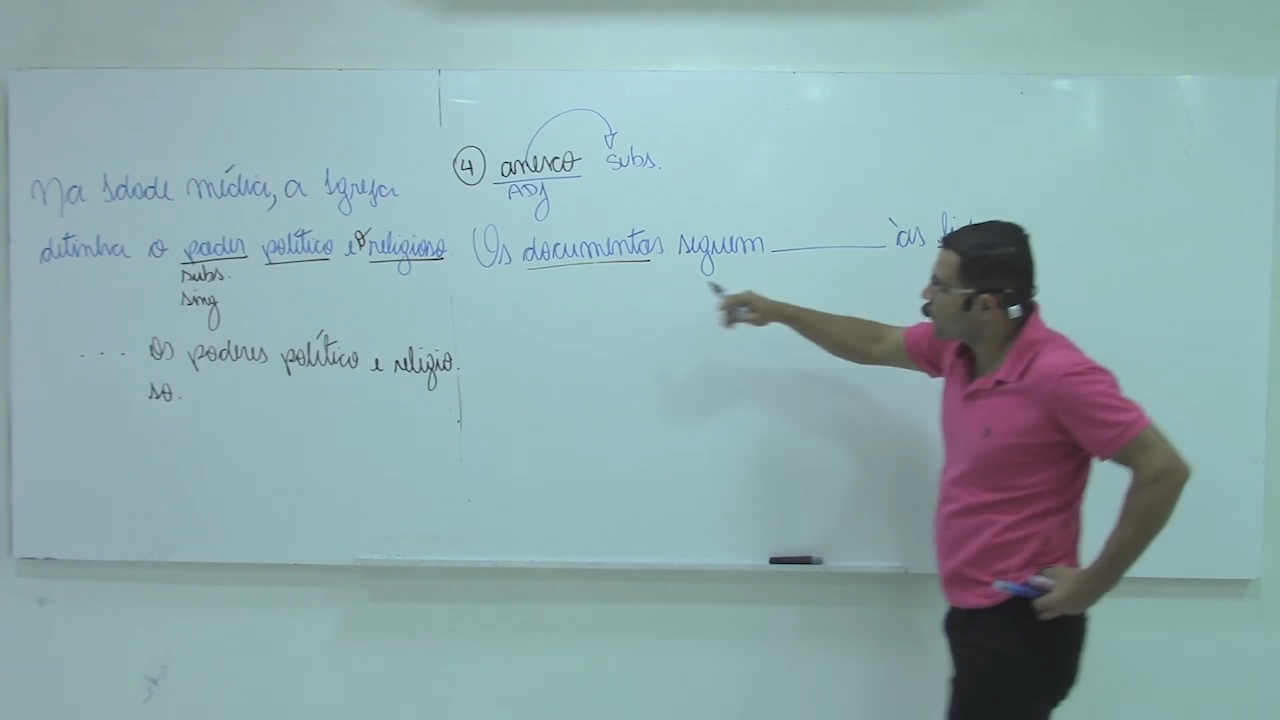 Na Idade média, a Igreja
detinha o poder político e o religioso.
subs.
sing
... Os poderes político e religio.
so.
4 anexo subs.
ADJ
Os documentos seguem ________ às